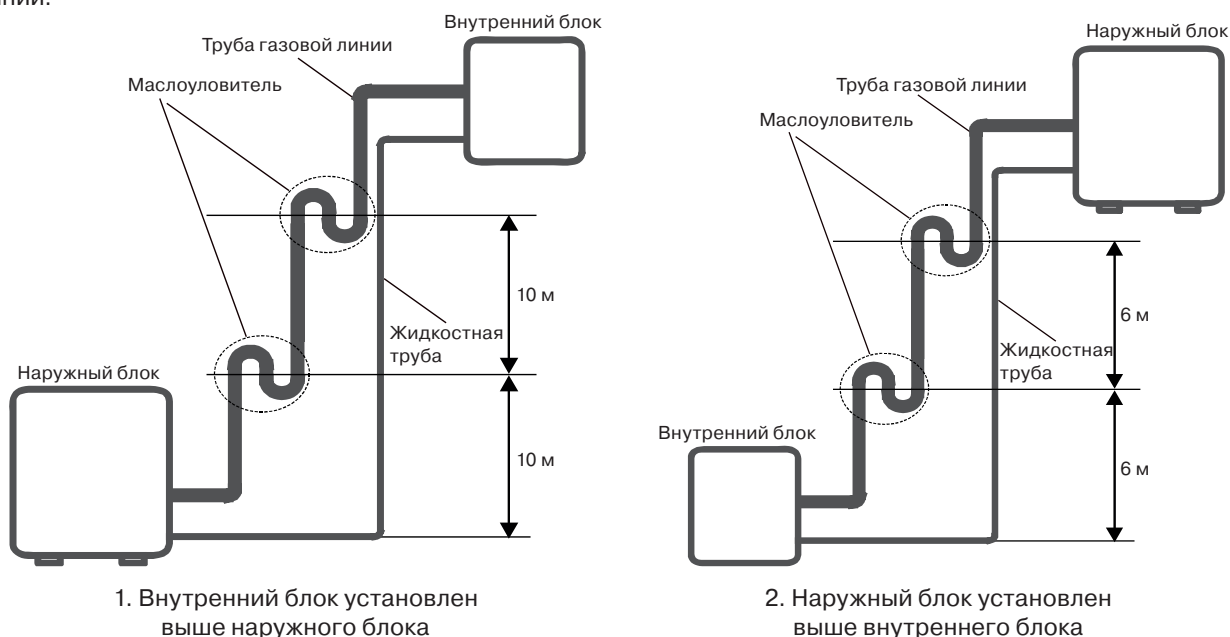 Внутренний блок
Труба газовой линии
Маслоуловитель
10 м
Жидкостная
труба
Наружный блок
10 м
1. Внутренний блок установлен
выше наружного блока
Наружный блок
Труба газовой линии
Маслоуловитель
6 м
Жидкостная
труба
Внутренний блок
6 м
2. Наружный блок установлен
выше внутреннего блока